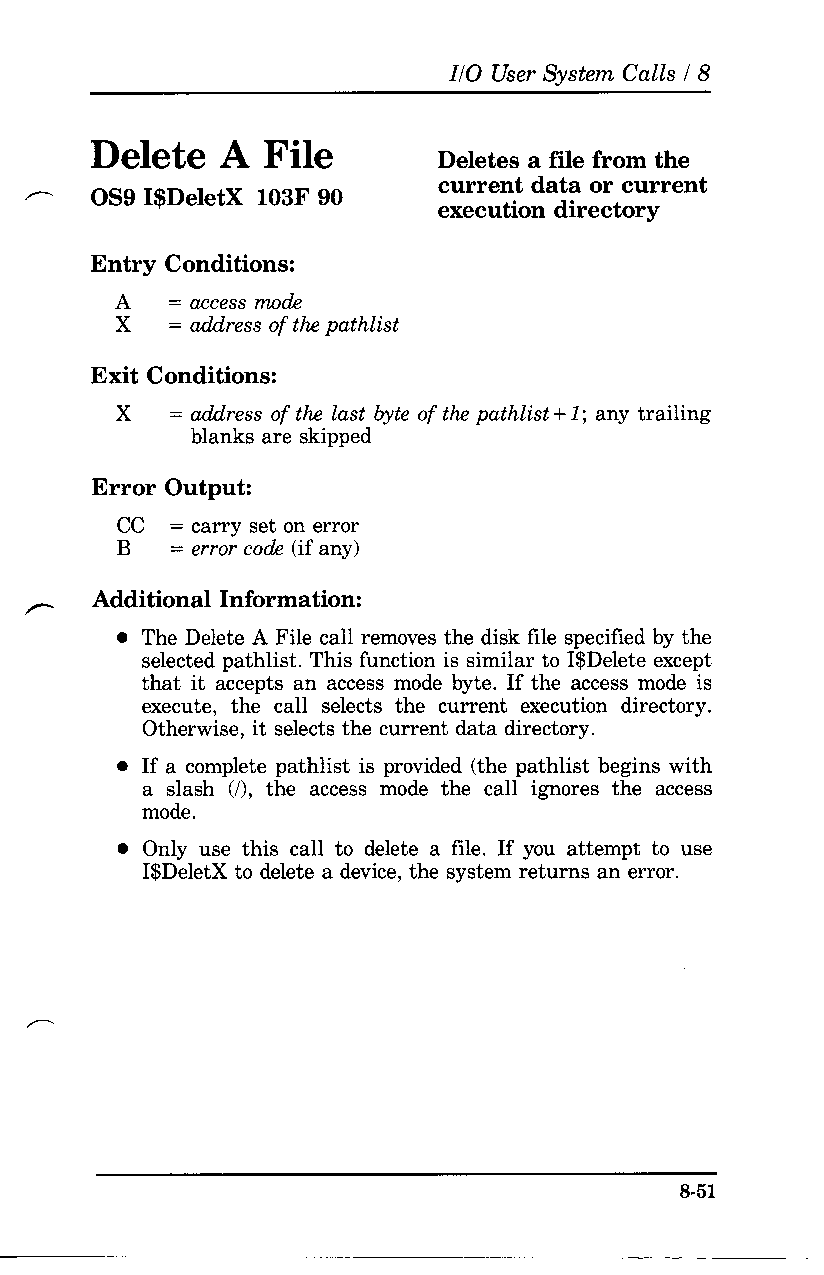 I/O User System Calls / 8
Delete A File
OS9 I$DeletX 103F 90
Deletes a file from the
current data or current
execution directory
Entry Conditions:
A = access mode
X = address of the pathlist
Exit Conditions:
X = address of the last byte of the pathlist+1; any trailing
blanks are skipped
Error Output:
CC = carry set on error
B = error code (if any)
Additional Information:
• The Delete A File call removes the disk file specified by the
selected pathlist. This function is similar to I$Delete except
that it accepts an access mode byte. If the access mode is
execute, the call selects the current execution directory.
Otherwise, it selects the current data directory.
• If a complete pathlist is provided (the pathlist begins with
a slash (/), the access mode the call ignores the access
mode.
• Only use this call to delete a file. If you attempt to use
I$DeletX to delete a device, the system returns an error.
8-51